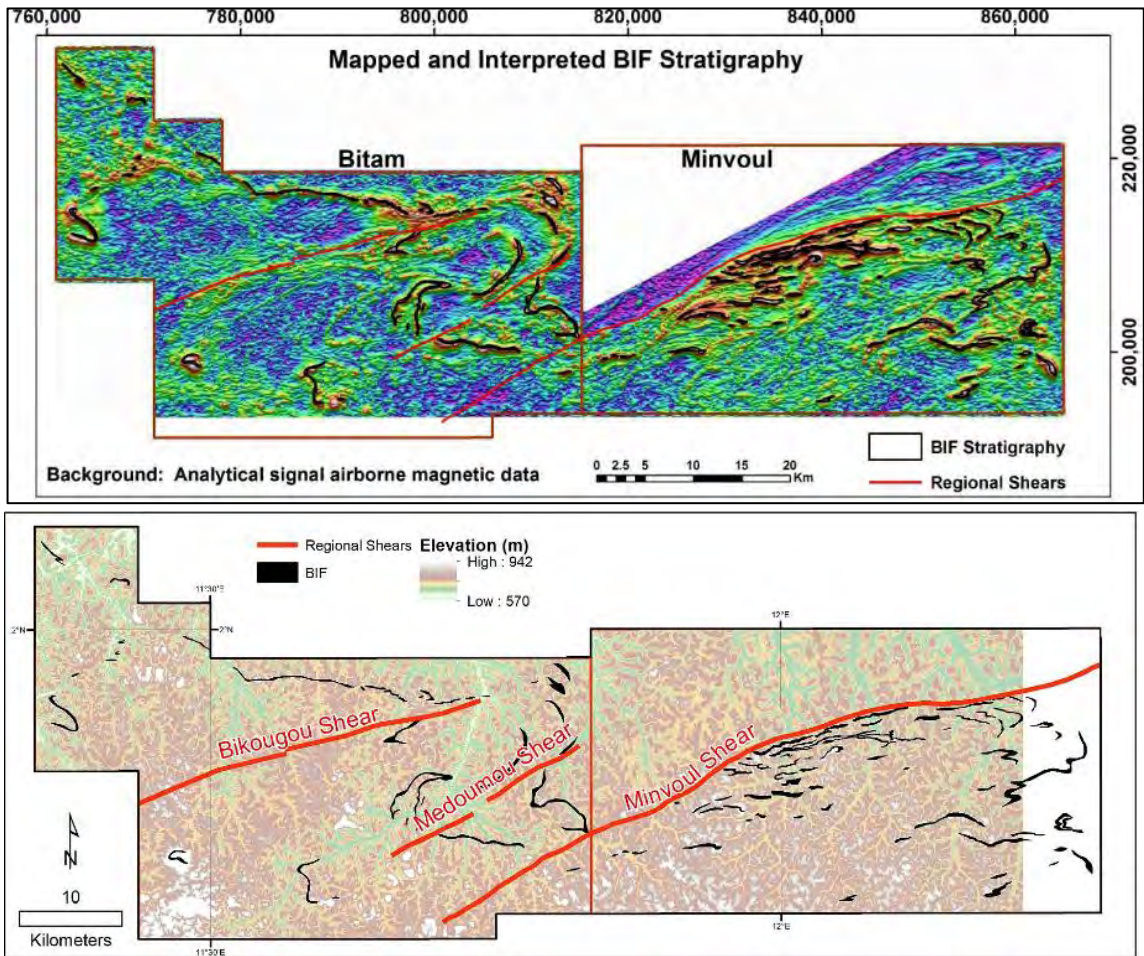 760,000 780,000 800,000 820,000 840,000 860,000
Mapped and Interpreted BIF Stratigraphy
Bitam
Minvoul
220,000
200,000
BIF Stratigraphy
Regional Shears
Background: Analytical signal airborne magnetic data
0 2.5 5 10 15 20
Km
Regional Shears
BIF
Elevation (m)
High : 942
Low : 570
11°30'E
12°E
2°N
2°N
Bikougou Shear
Medoumou Shear
Minvoul Shear
N
10
Kilometers
11°30'E
12°E